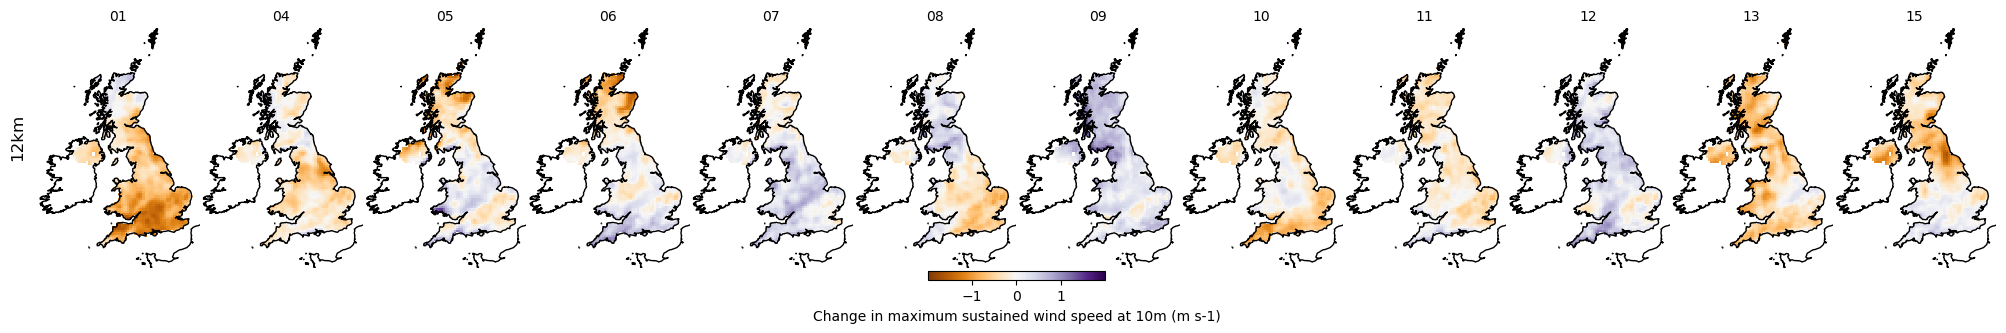 01 04 05 06 07 08 09 10 11 12 13 15
12km
−1 0 1
Change in maximum sustained wind speed at 10m (m s-1)